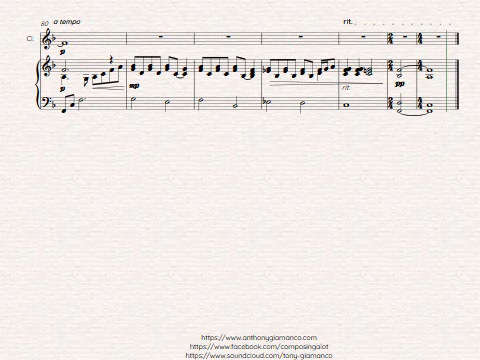 80 a tempo
rit.
Cl.
p
p
mp
rit.
pp
https://www.anthonygiamanco.com
https://www.facebook.com/composingalot
https://www.soundcloud.com/tony-giamanco